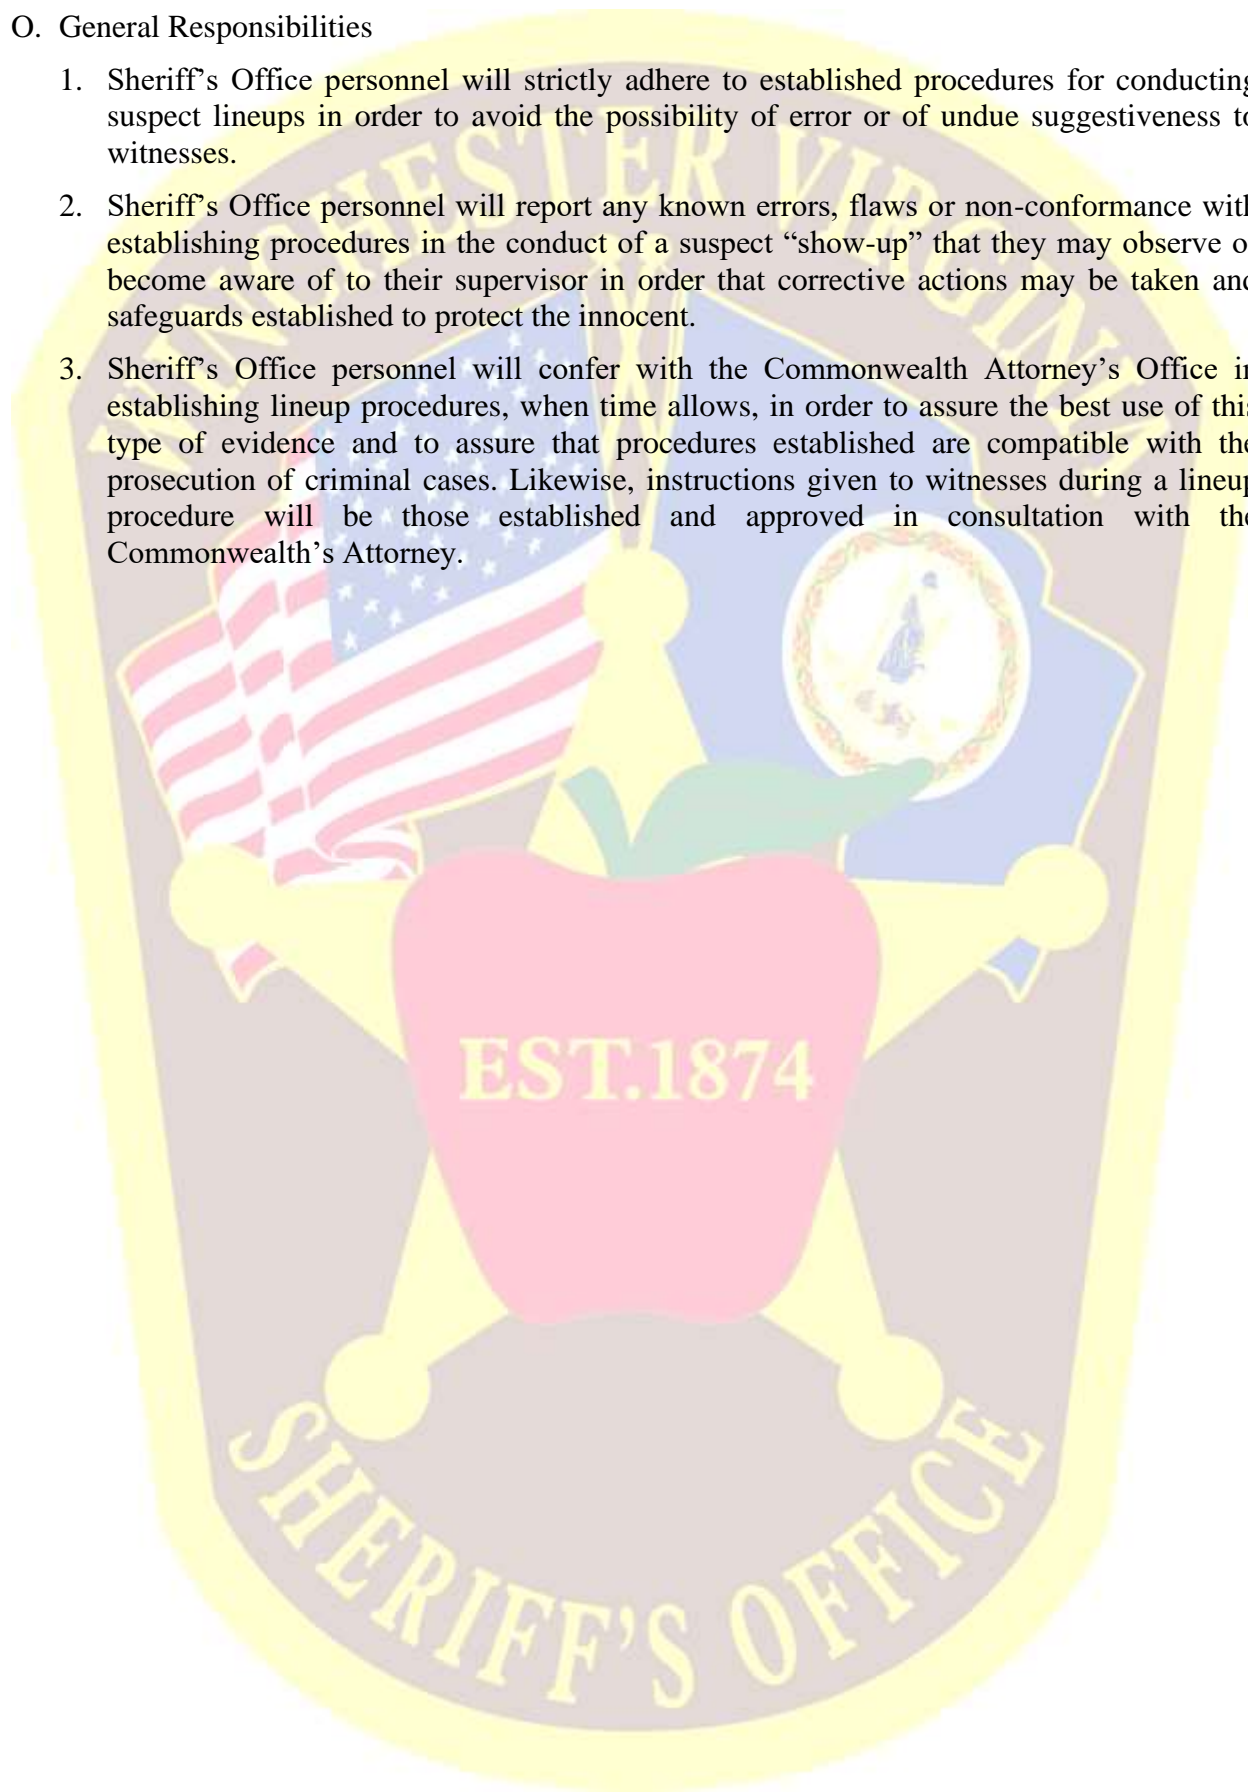 O. General Responsibilities
1. Sheriff’s Office personnel will strictly adhere to established procedures for conducting
suspect lineups in order to avoid the possibility of error or of undue suggestiveness to
witnesses.
2. Sheriff’s Office personnel will report any known errors, flaws or non-conformance with
establishing procedures in the conduct of a suspect “show-up” that they may observe or
become aware of to their supervisor in order that corrective actions may be taken and
safeguards established to protect the innocent.
3. Sheriff’s Office personnel will confer with the Commonwealth Attorney’s Office in
establishing lineup procedures, when time allows, in order to assure the best use of this
type of evidence and to assure that procedures established are compatible with the
prosecution of criminal cases. Likewise, instructions given to witnesses during a lineup
procedure will be those established and approved in consultation with the
Commonwealth’s Attorney.
WINCHESTER VIRGINIA
EST.1874
SHERIFF’S OFFICE